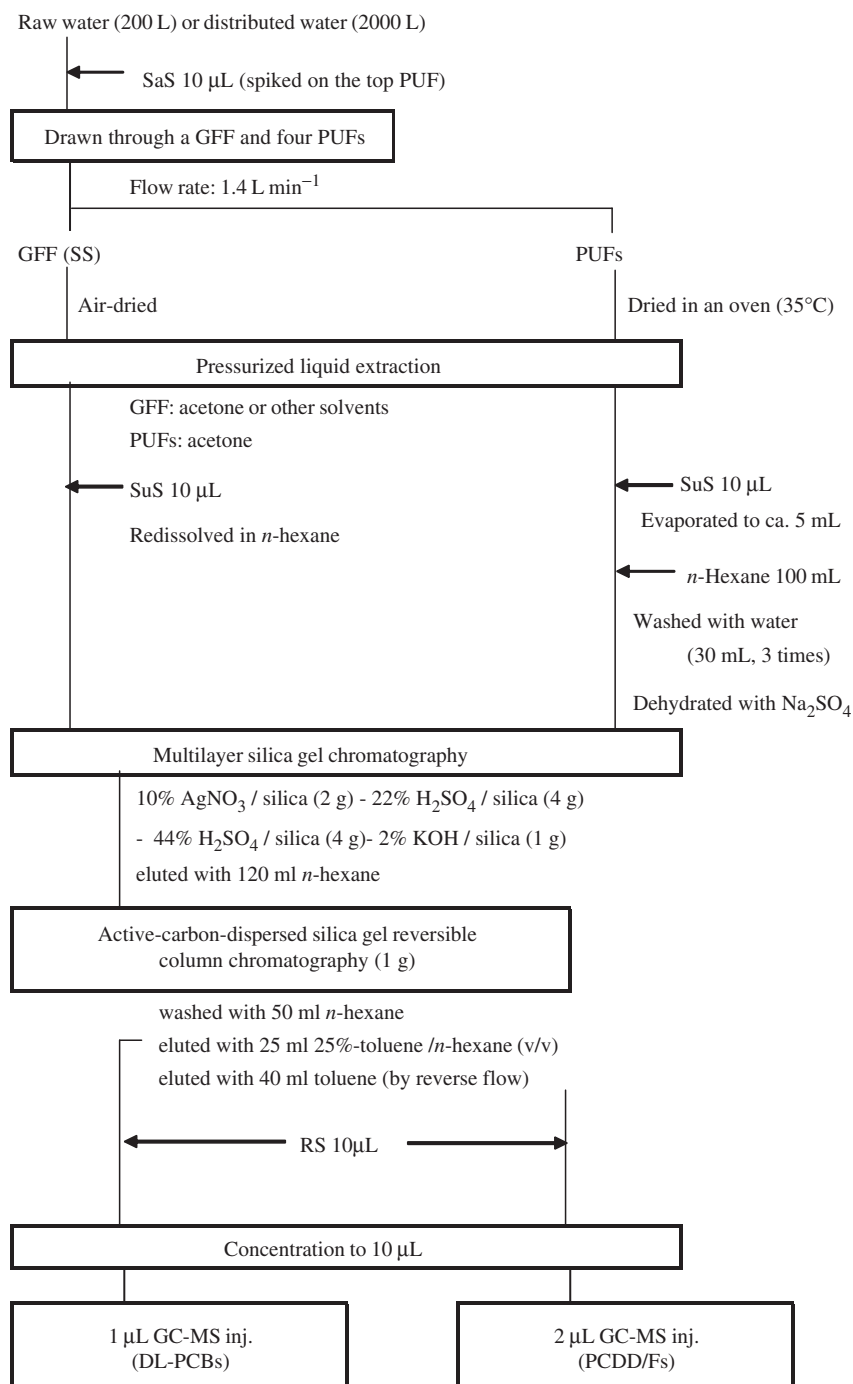 Raw water (200 L) or distributed water (2000 L)
SaS 10 μL (spiked on the top PUF)
Drawn through a GFF and four PUFs
Flow rate: 1.4 L min⁻¹
GFF (SS)
PUFs
Air-dried
Dried in an oven (35°C)
Pressurized liquid extraction
GFF: acetone or other solvents
PUFs: acetone
SuS 10 μL
SuS 10 μL
Redissolved in n-hexane
Evaporated to ca. 5 mL
n-Hexane 100 mL
Washed with water
(30 mL, 3 times)
Dehydrated with Na₂SO₄
Multilayer silica gel chromatography
10% AgNO₃ / silica (2 g) - 22% H₂SO₄ / silica (4 g)
- 44% H₂SO₄ / silica (4 g)- 2% KOH / silica (1 g)
eluted with 120 ml n-hexane
Active-carbon-dispersed silica gel reversible
column chromatography (1 g)
washed with 50 ml n-hexane
eluted with 25 ml 25%-toluene /n-hexane (v/v)
eluted with 40 ml toluene (by reverse flow)
RS 10μL
Concentration to 10 μL
1 μL GC-MS inj.
(DL-PCBs)
2 μL GC-MS inj.
(PCDD/Fs)